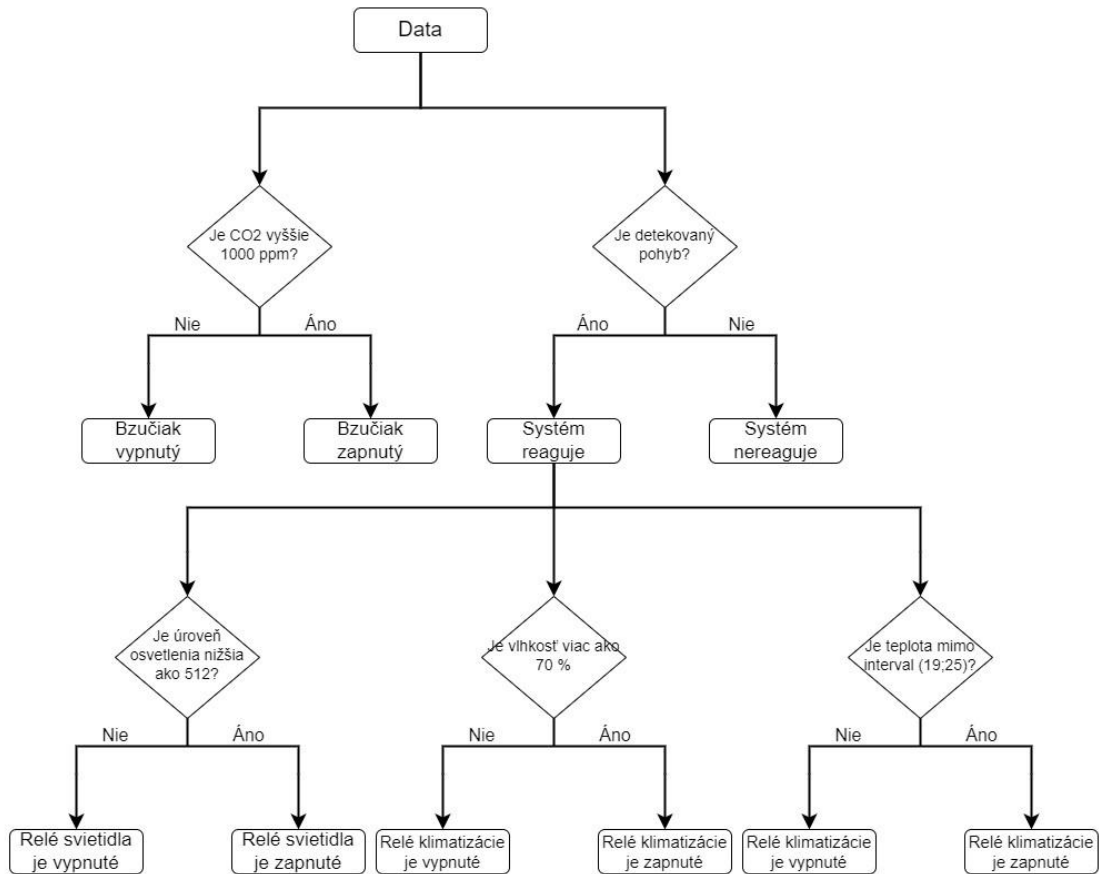 Data
Je CO2 vyššie
1000 ppm?
Je detekovaný
pohyb?
Nie
Áno
Áno
Nie
Bzučiak
vypnutý
Bzučiak
zapnutý
Systém
reaguje
Systém
nereaguje
Je úroveň
osvetlenia nižšia
ako 512?
Je vlhkosť viac ako
70 %
Je teplota mimo
interval (19;25)?
Nie
Áno
Nie
Áno
Nie
Áno
Relé svietidla
je vypnuté
Relé svietidla
je zapnuté
Relé klimatizácie
je vypnuté
Relé klimatizácie
je zapnuté
Relé klimatizácie
je vypnuté
Relé klimatizácie
je zapnuté